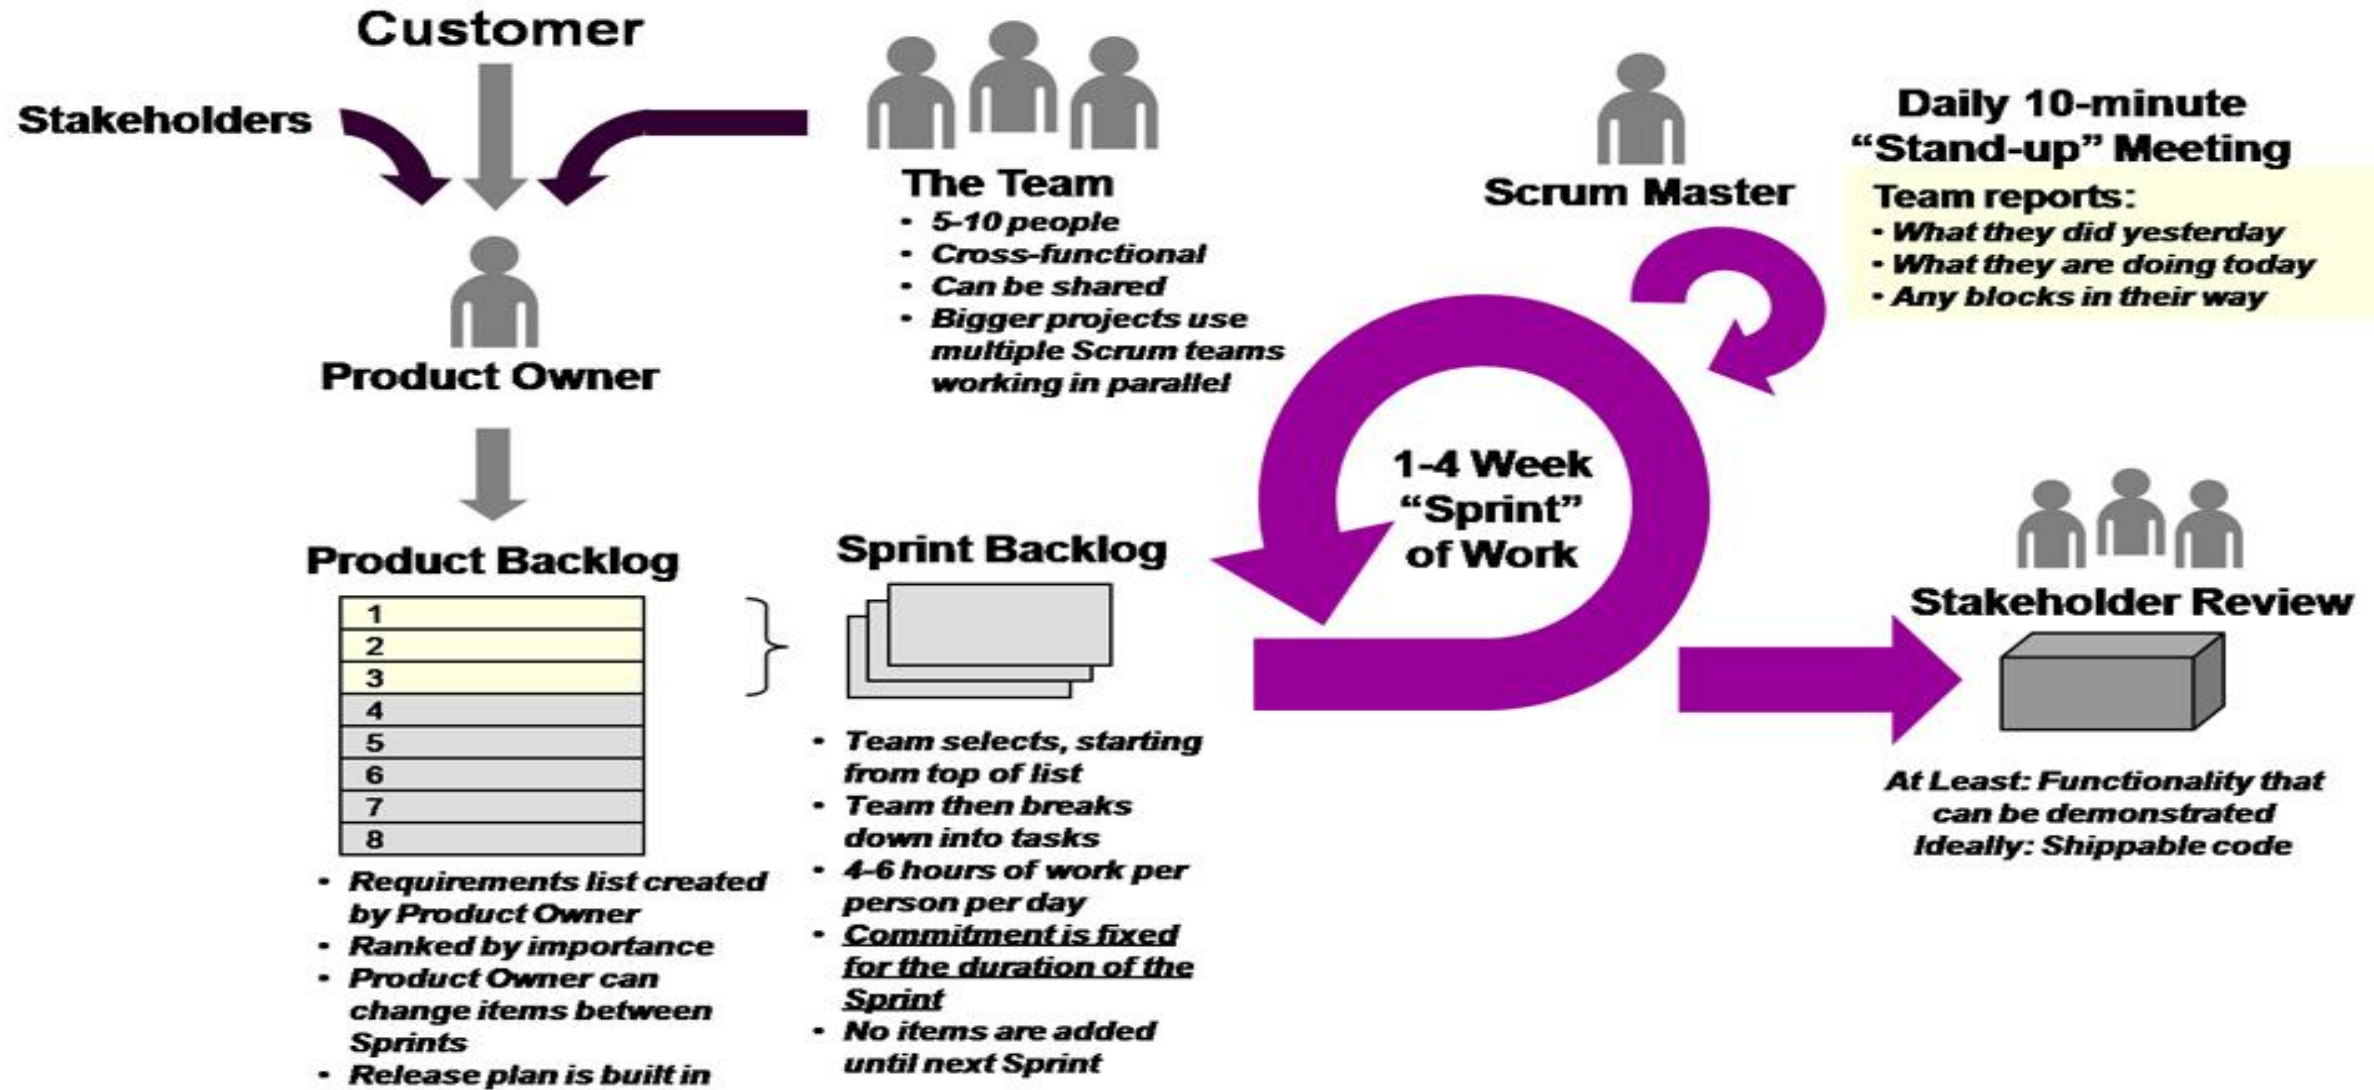 Customer
Stakeholders
The Team
• 5-10 people
• Cross-functional
• Can be shared
• Bigger projects use
multiple Scrum teams
working in parallel
Scrum Master
Daily 10-minute
“Stand-up” Meeting
Team reports:
• What they did yesterday
• What they are doing today
• Any blocks in their way
Product Owner
Product Backlog
1
2
3
4
5
6
7
8
• Requirements list created
by Product Owner
• Ranked by importance
• Product Owner can
change items between
Sprints
• Release plan is built in
Sprint Backlog
• Team selects, starting
from top of list
• Team then breaks
down into tasks
• 4-6 hours of work per
person per day
• Commitment is fixed
for the duration of the
Sprint
• No items are added
until next Sprint
1-4 Week
“Sprint”
of Work
Stakeholder Review
At Least: Functionality that
can be demonstrated
Ideally: Shippable code